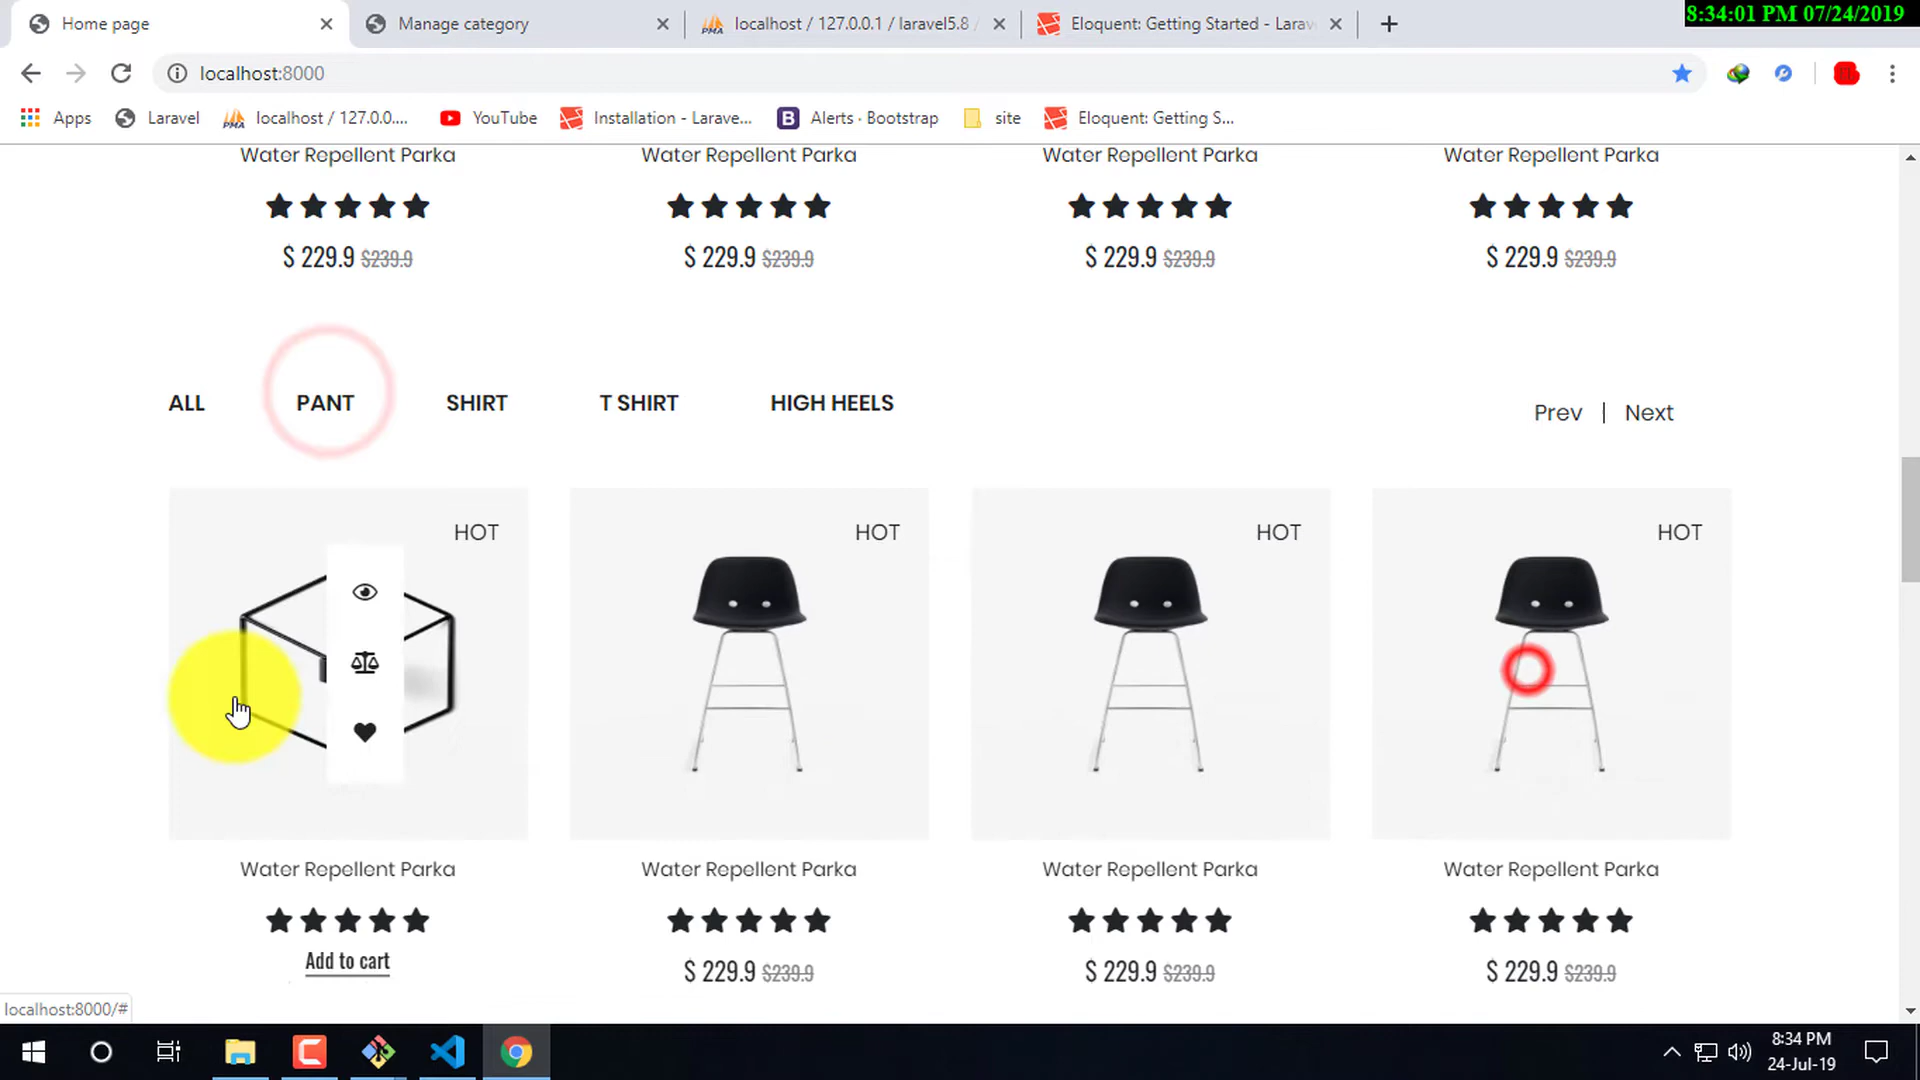 Home page
Manage category
localhost / 127.0.0.1 / laravel5.8 /
Eloquent: Getting Started - Larav
8:34:01 PM 07/24/2019
localhost:8000
Apps
Laravel
localhost / 127.0.0....
YouTube
Installation - Larave...
B
Alerts · Bootstrap
site
Eloquent: Getting S...
Water Repellent Parka
Water Repellent Parka
Water Repellent Parka
Water Repellent Parka
$ 229.9 $239.9
$ 229.9 $239.9
$ 229.9 $239.9
$ 229.9 $239.9
ALL
PANT
SHIRT
T SHIRT
HIGH HEELS
Prev | Next
HOT
HOT
HOT
HOT
Water Repellent Parka
Water Repellent Parka
Water Repellent Parka
Water Repellent Parka
Add to cart
$ 229.9 $239.9
$ 229.9 $239.9
$ 229.9 $239.9
localhost:8000/#
8:34 PM
24-Jul-19